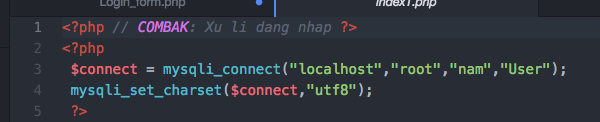 Login_form.php index1.php
1 <?php // COMBAK: Xu li dang nhap ?>
2 <?php
3 $connect = mysqli_connect("localhost","root","nam","User");
4 mysqli_set_charset($connect,"utf8");
5 ?>